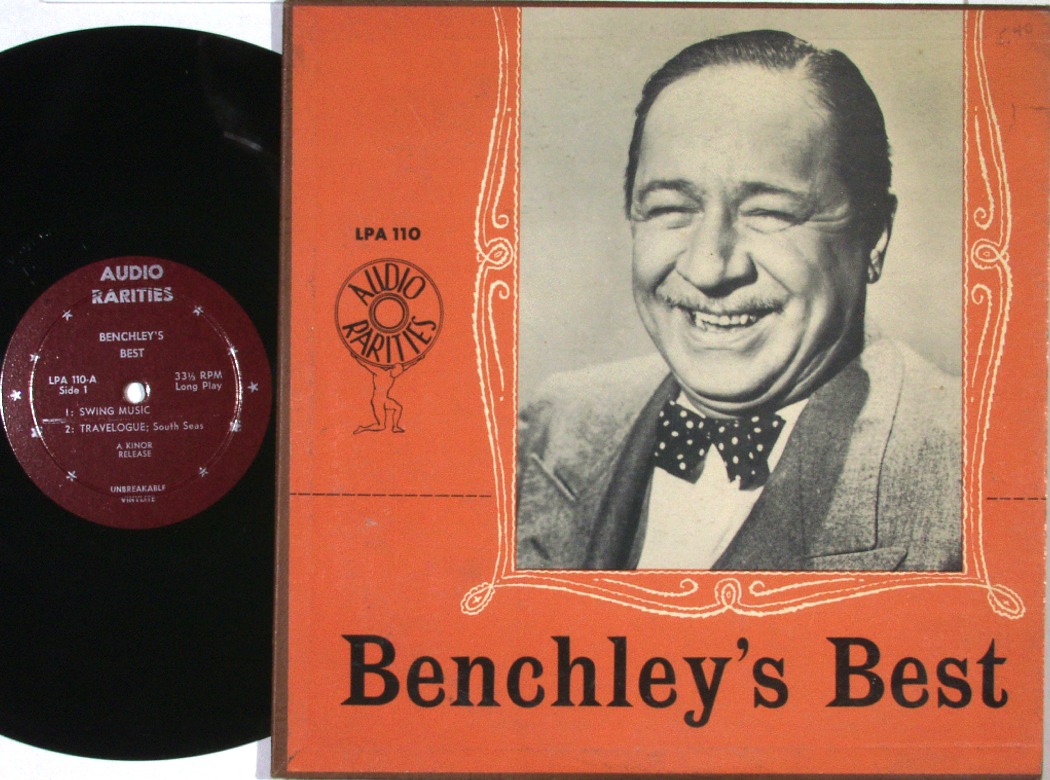 AUDIO
RARITIES
BENCHLEY'S
BEST
LPA 110-A
Side 1
33⅓ RPM
Long Play
1: SWING MUSIC
2: TRAVELOGUE; South Seas
A KINOR
RELEASE
UNBREAKABLE
VINYLITE
LPA 110
AUDIO
RARITIES
Benchley's Best